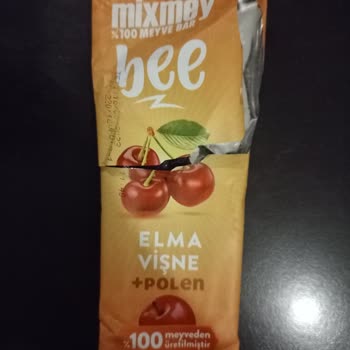 mixmey
%100 MEYVE BAR
bee
ELMA
VİŞNE
+POLEN
%100 meyveden
üretilmiştir